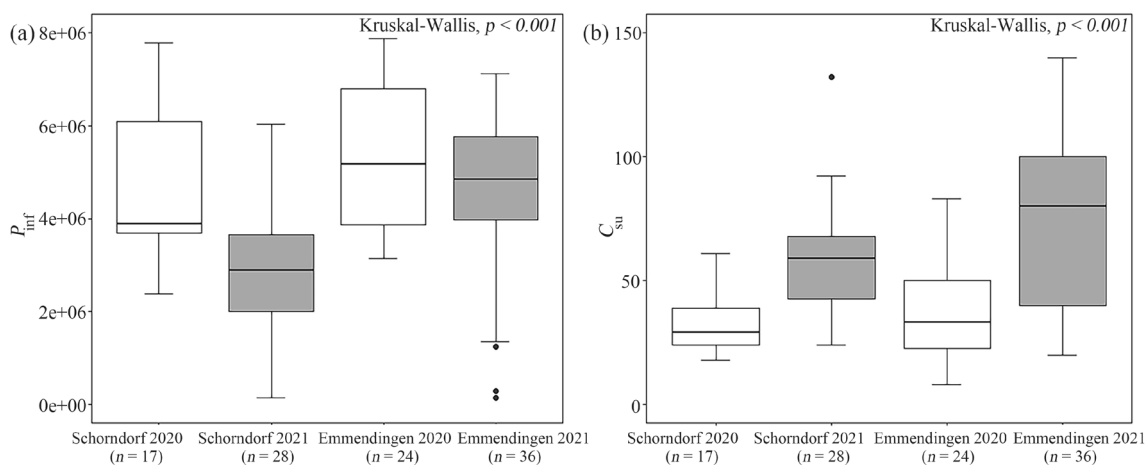 (a)
Kruskal-Wallis, p < 0.001
8e+06
6e+06
4e+06
2e+06
0e+00
P_inf
Schorndorf 2020
(n = 17)
Schorndorf 2021
(n = 28)
Emmendingen 2020
(n = 24)
Emmendingen 2021
(n = 36)
(b)
Kruskal-Wallis, p < 0.001
150
100
50
0
C_su
Schorndorf 2020
(n = 17)
Schorndorf 2021
(n = 28)
Emmendingen 2020
(n = 24)
Emmendingen 2021
(n = 36)